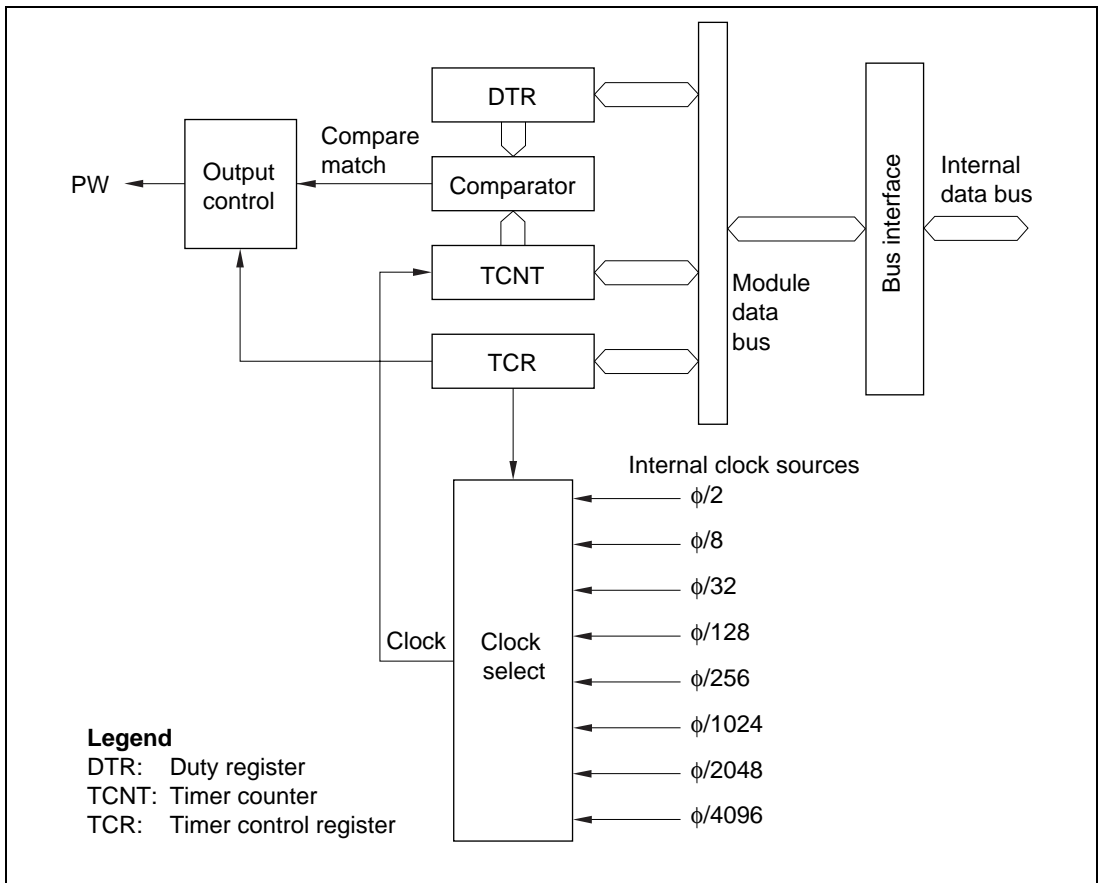 DTR
Compare
match
Output
control
PW
Comparator
TCNT
TCR
Module
data
bus
Bus interface
Internal
data bus
Internal clock sources
ϕ/2
ϕ/8
ϕ/32
ϕ/128
ϕ/256
ϕ/1024
ϕ/2048
ϕ/4096
Clock
Clock
select
Legend
DTR: Duty register
TCNT: Timer counter
TCR: Timer control register